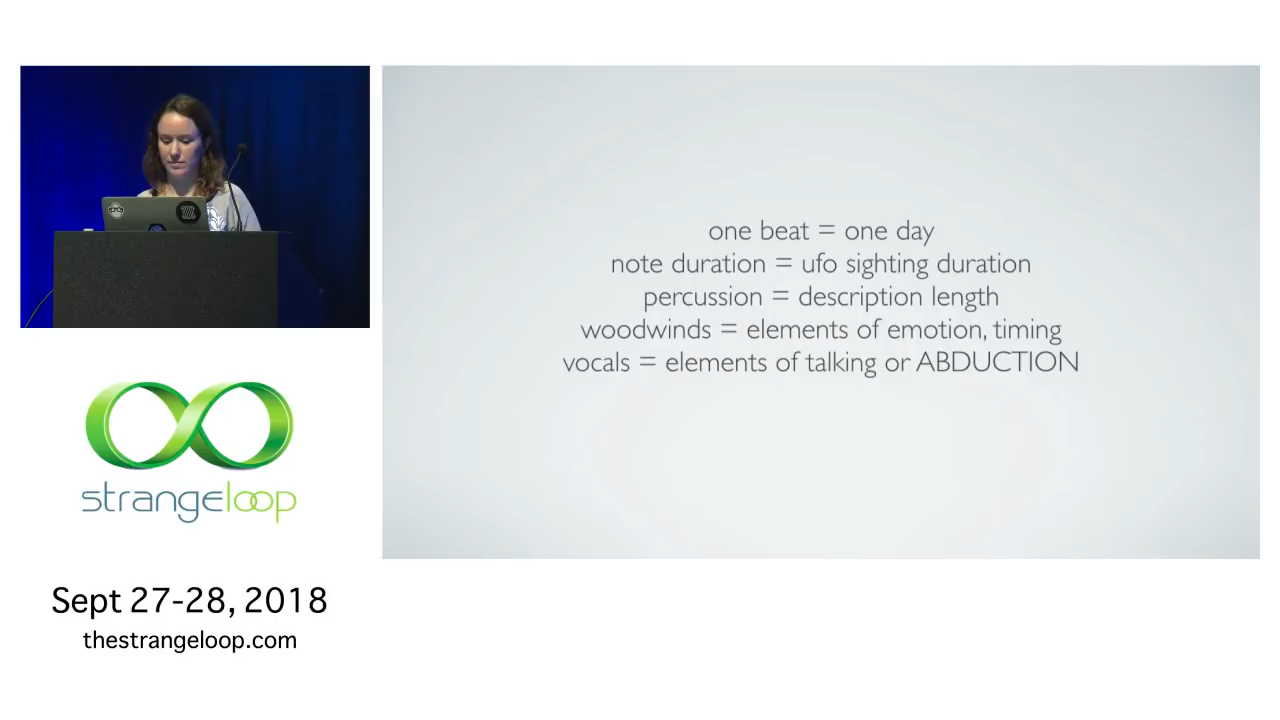 one beat = one day
note duration = ufo sighting duration
percussion = description length
woodwinds = elements of emotion, timing
vocals = elements of talking or ABDUCTION
strangeloop
Sept 27-28, 2018
thestrangeloop.com